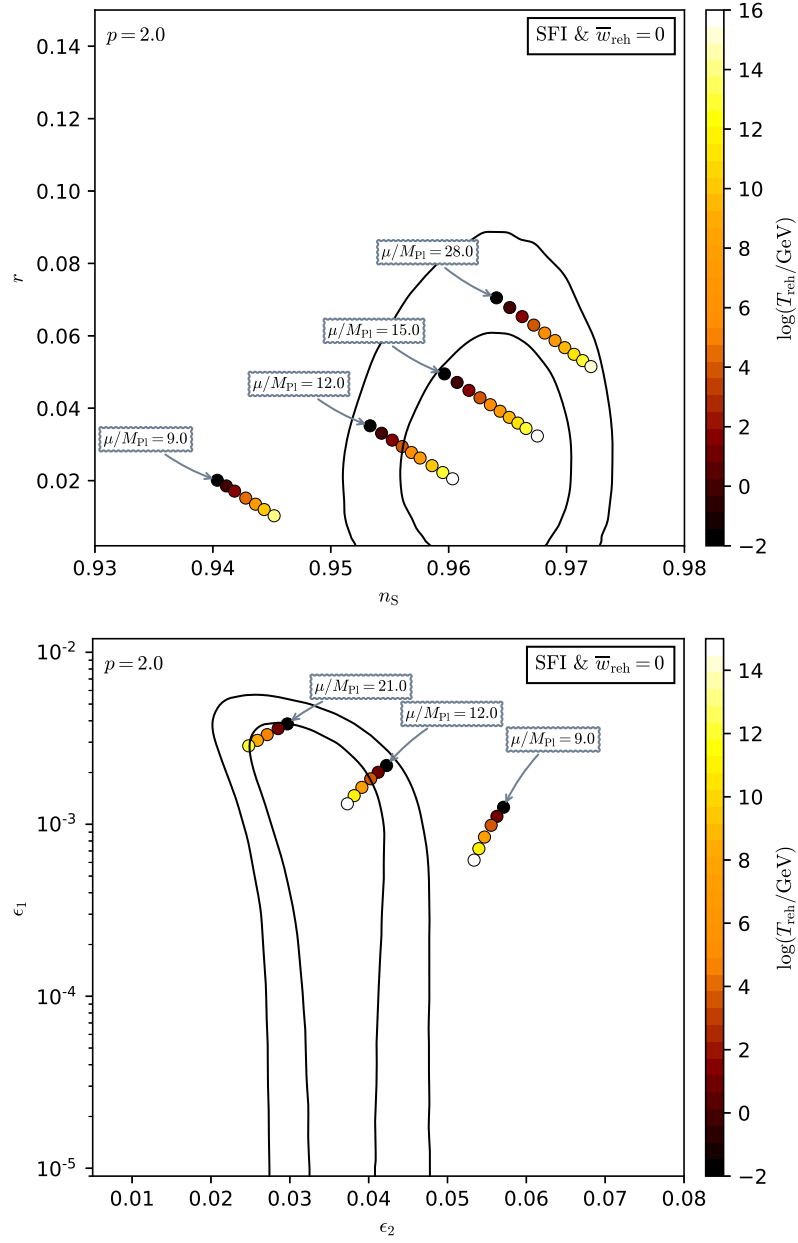 p = 2.0
SFI & w̅reh = 0
μ/MPl = 28.0
μ/MPl = 15.0
μ/MPl = 12.0
μ/MPl = 9.0
0.14
0.12
0.10
0.08
0.06
0.04
0.02
r
0.93 0.94 0.95 0.96 0.97 0.98
nS
16
14
12
10
8
6
4
2
0
−2
log(Treh/GeV)
p = 2.0
SFI & w̅reh = 0
μ/MPl = 21.0
μ/MPl = 12.0
μ/MPl = 9.0
10⁻²
10⁻³
10⁻⁴
10⁻⁵
ϵ1
0.01 0.02 0.03 0.04 0.05 0.06 0.07 0.08
ϵ2
14
12
10
8
6
4
2
0
−2
log(Treh/GeV)